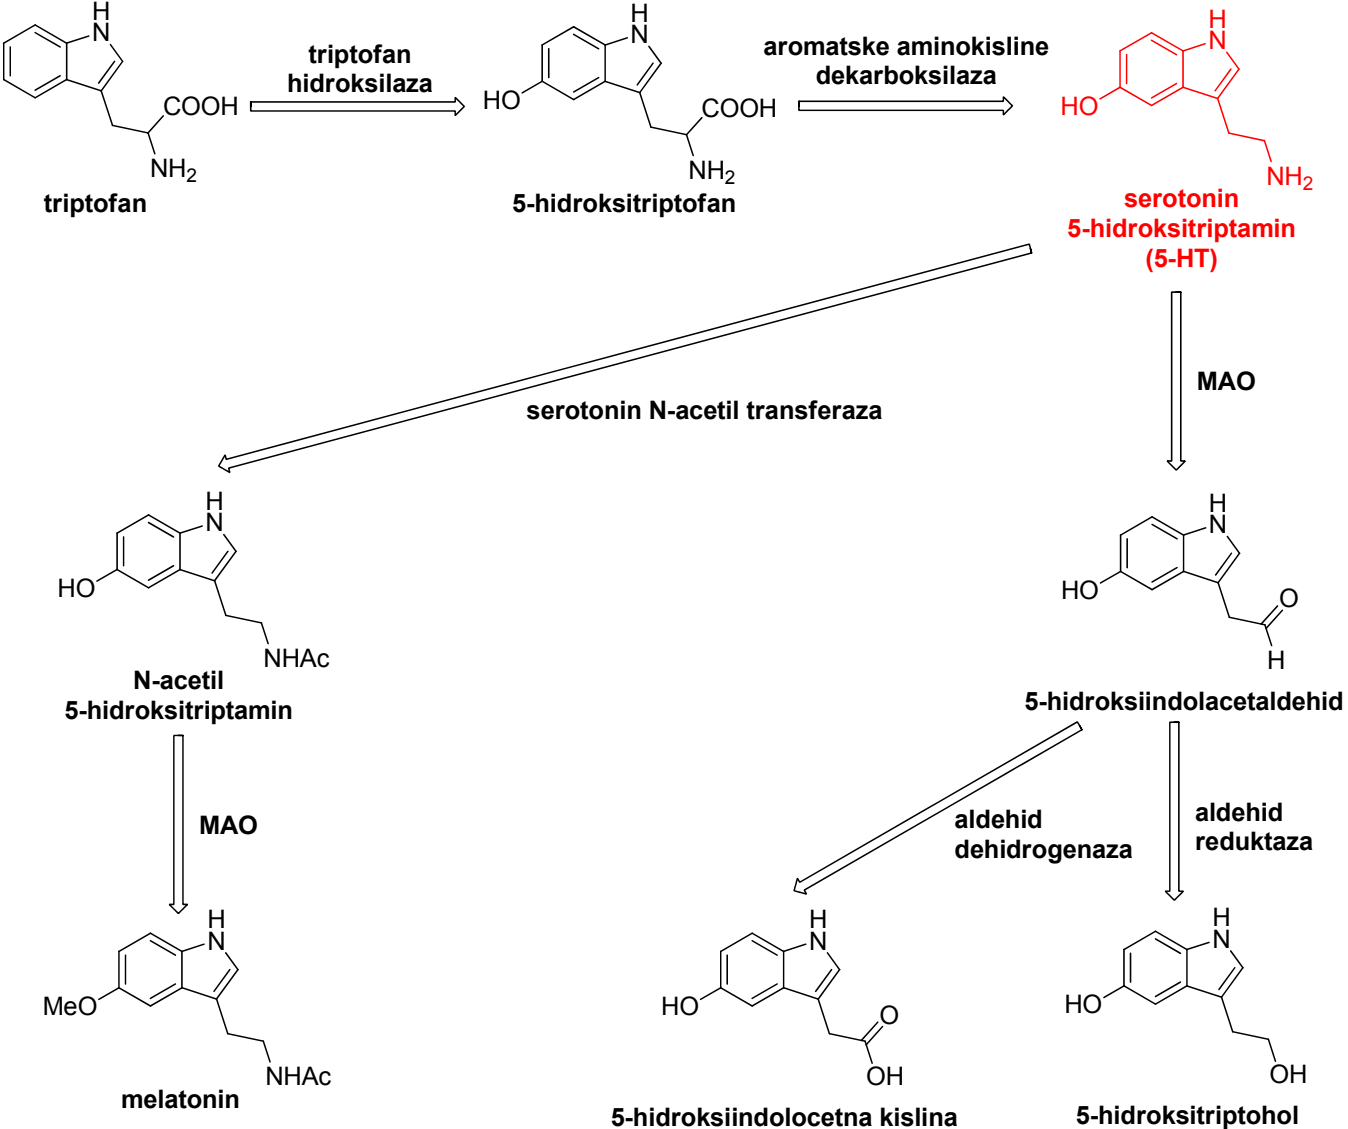 H
N
COOH
NH2
triptofan
triptofan
hidroksilaza
H
N
HO
COOH
NH2
5-hidroksitriptofan
aromatske aminokisline
dekarboksilaza
H
N
HO
NH2
serotonin
5-hidroksitriptamin
(5-HT)
serotonin N-acetil transferaza
MAO
H
N
HO
NHAc
N-acetil
5-hidroksitriptamin
H
N
HO
O
H
5-hidroksiindolacetaldehid
MAO
aldehid
dehidrogenaza
aldehid
reduktaza
H
N
MeO
NHAc
melatonin
H
N
HO
O
OH
5-hidroksiindolocetna kislina
H
N
HO
OH
5-hidroksitriptohol